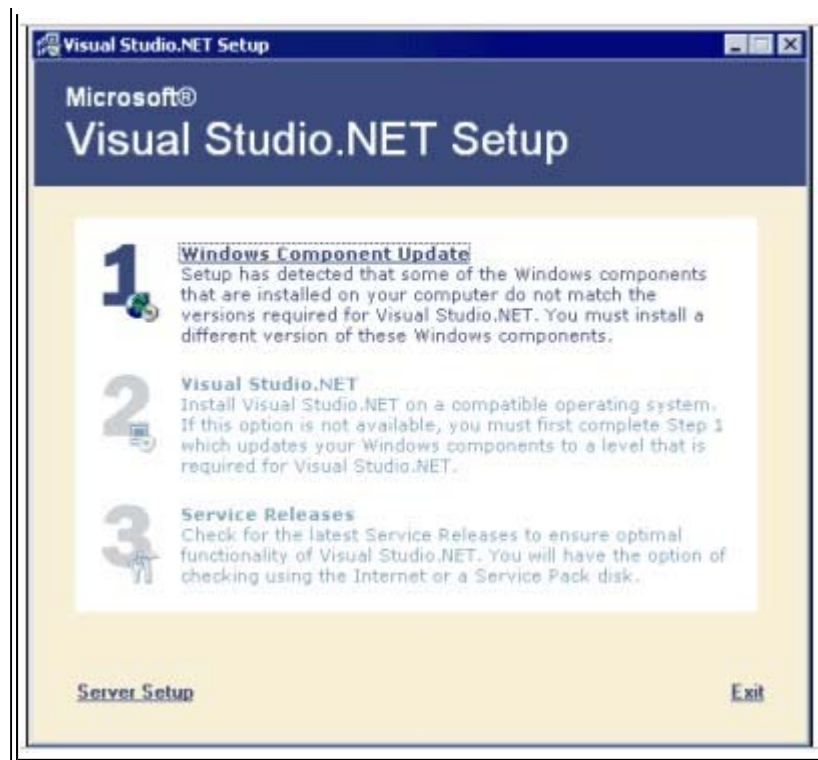 Visual Studio.NET Setup
Microsoft®
Visual Studio.NET Setup
1
Windows Component Update
Setup has detected that some of the Windows components
that are installed on your computer do not match the
versions required for Visual Studio.NET. You must install a
different version of these Windows components.
2
Visual Studio.NET
Install Visual Studio.NET on a compatible operating system.
If this option is not available, you must first complete Step 1
which updates your Windows components to a level that is
required for Visual Studio.NET.
3
Service Releases
Check for the latest Service Releases to ensure optimal
functionality of Visual Studio.NET. You will have the option of
checking using the Internet or a Service Pack disk.
Server Setup
Exit